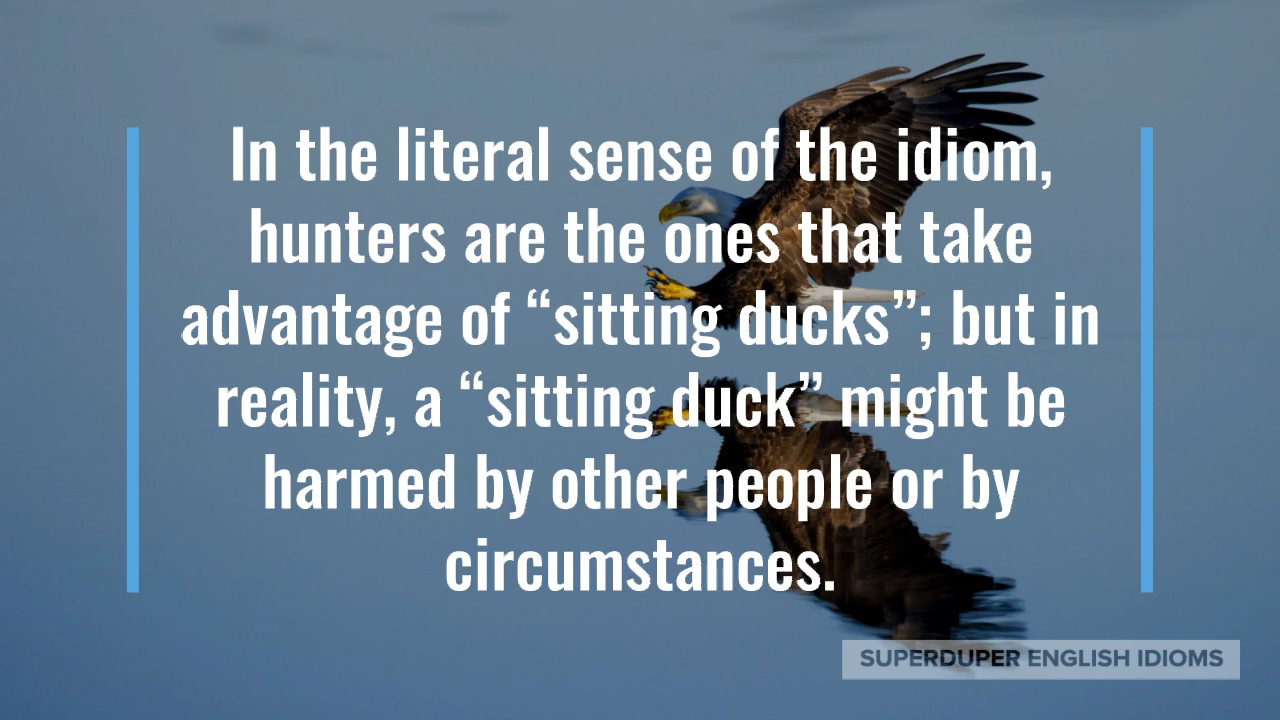 In the literal sense of the idiom,
hunters are the ones that take
advantage of “sitting ducks”; but in
reality, a “sitting duck” might be
harmed by other people or by
circumstances.
SUPERDUPER ENGLISH IDIOMS